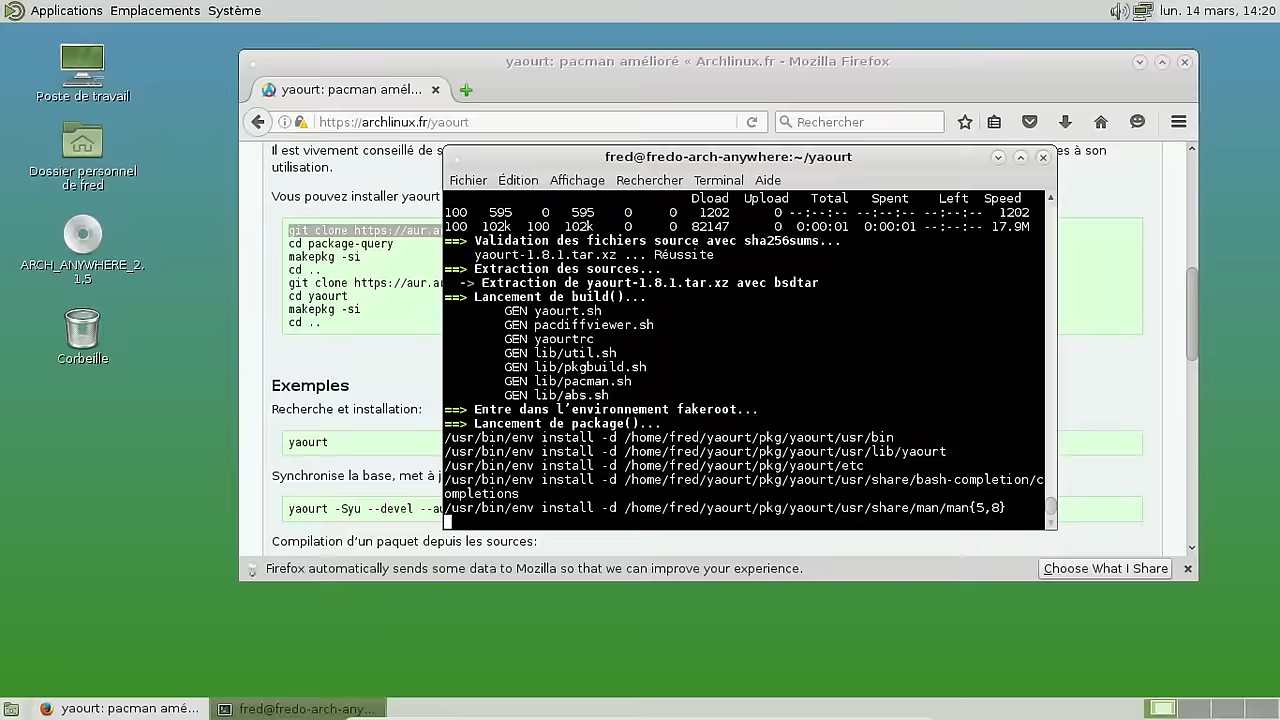 Applications Emplacements Système
lun. 14 mars, 14:20
Poste de travail
Dossier personnel
de fred
ARCH_ANYWHERE_2.
1.5
Corbeille
yaourt: pacman amélioré « Archlinux.fr - Mozilla Firefox
yaourt: pacman amél...
https://archlinux.fr/yaourt
Rechercher
Il est vivement conseillé de s
es à son
utilisation.
Vous pouvez installer yaourt
git clone https://aur.a
cd package-query
makepkg -si
cd ..
git clone https://aur.a
cd yaourt
makepkg -si
cd ..
Exemples
Recherche et installation:
yaourt
Synchronise la base, met à j
yaourt -Syu --devel --au
Compilation d’un paquet depuis les sources:
fred@fredo-arch-anywhere:~/yaourt
Fichier Édition Affichage Rechercher Terminal Aide
Dload Upload Total Spent Left Speed
100 595 0 595 0 0 1202 0 --:--:-- --:--:-- --:--:-- 1202
100 102k 100 102k 0 0 82147 0 0:00:01 0:00:01 --:--:-- 17.9M
==> Validation des fichiers source avec sha256sums...
yaourt-1.8.1.tar.xz ... Réussite
==> Extraction des sources...
-> Extraction de yaourt-1.8.1.tar.xz avec bsdtar
==> Lancement de build()...
GEN yaourt.sh
GEN pacdiffviewer.sh
GEN yaourtrc
GEN lib/util.sh
GEN lib/pkgbuild.sh
GEN lib/pacman.sh
GEN lib/abs.sh
==> Entre dans l’environnement fakeroot...
==> Lancement de package()...
/usr/bin/env install -d /home/fred/yaourt/pkg/yaourt/usr/bin
/usr/bin/env install -d /home/fred/yaourt/pkg/yaourt/usr/lib/yaourt
/usr/bin/env install -d /home/fred/yaourt/pkg/yaourt/etc
/usr/bin/env install -d /home/fred/yaourt/pkg/yaourt/usr/share/bash-completion/c
ompletions
/usr/bin/env install -d /home/fred/yaourt/pkg/yaourt/usr/share/man/man{5,8}
Firefox automatically sends some data to Mozilla so that we can improve your experience.
Choose What I Share
yaourt: pacman amé...
fred@fredo-arch-any...